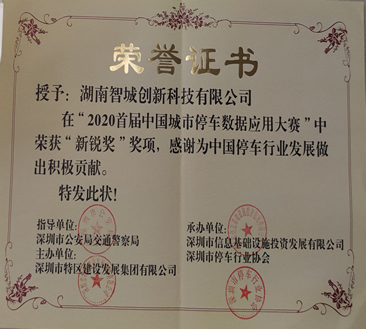 荣誉证书
授予：湖南智城创新科技有限公司
在“2020首届中国城市停车数据应用大赛”中
荣获“新锐奖”奖项，感谢为中国停车行业发展做
出积极贡献。
特发此状！
指导单位：
深圳市公安局交通警察局
主办单位：
深圳市特区建设发展集团有限公司
承办单位：
深圳市信息基础设施投资发展有限公司
深圳市停车行业协会